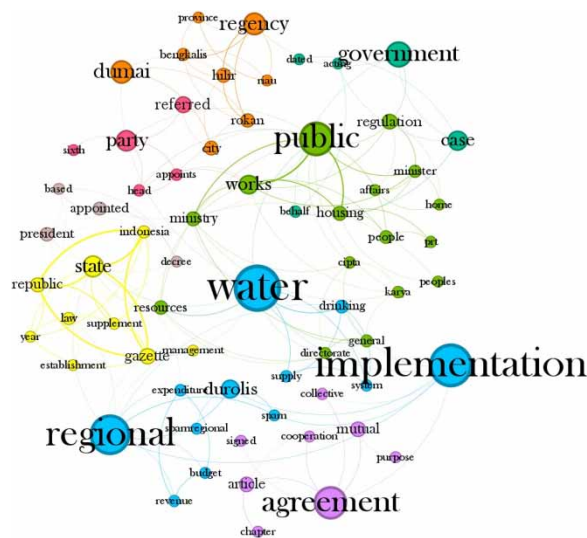 province
regency
government
bengkalis
dated
acting
dumai
hilir
riau
referred
rokan
public
regulation
party
city
case
sixth
appoints
works
minister
based
head
affairs
appointed
ministry
behalf
housing
home
president
indonesia
people
prt
state
decree
cipta
republic
water
karya
peoples
resources
drinking
law
supplement
year
general
gazette
management
directorate
implementation
establishment
supply
system
expenditure
durolis
collective
spam
regional
spamregional
cooperation
mutual
signed
purpose
budget
article
revenue
agreement
chapter